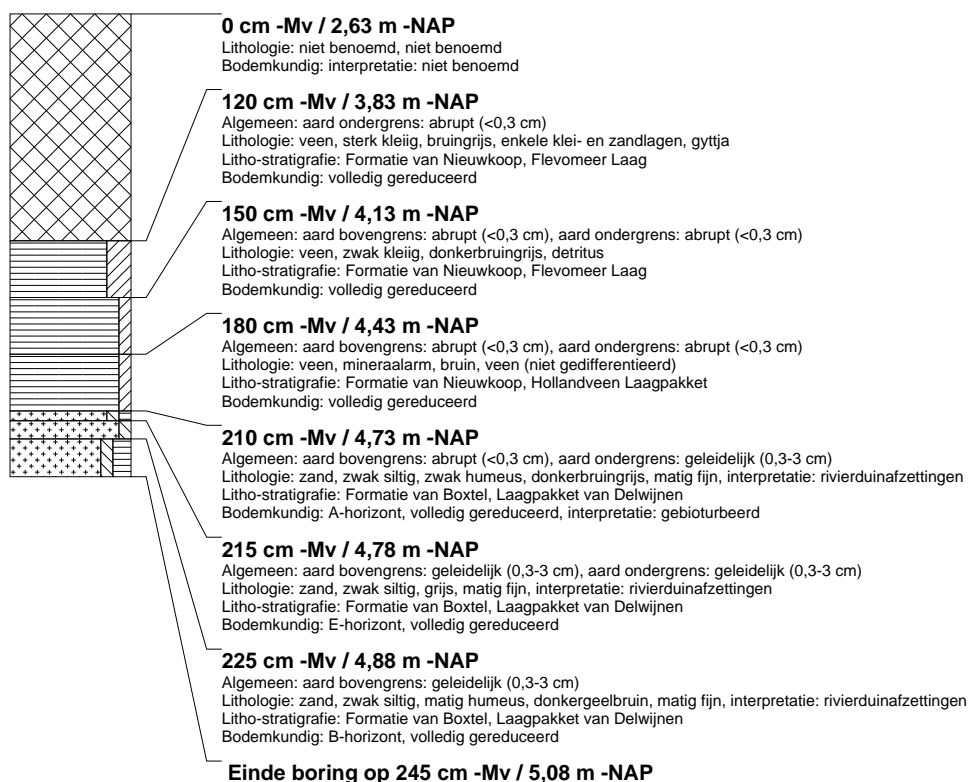 0 cm -Mv / 2,63 m -NAP
Lithologie: niet benoemd, niet benoemd
Bodemkundig: interpretatie: niet benoemd
120 cm -Mv / 3,83 m -NAP
Algemeen: aard ondergrens: abrupt (<0,3 cm)
Lithologie: veen, sterk kleiig, bruingrijs, enkele klei- en zandlagen, gyttja
Litho-stratigrafie: Formatie van Nieuwkoop, Flevomeer Laag
Bodemkundig: volledig gereduceerd
150 cm -Mv / 4,13 m -NAP
Algemeen: aard bovengrens: abrupt (<0,3 cm), aard ondergrens: abrupt (<0,3 cm)
Lithologie: veen, zwak kleiig, donkerbruingrijs, detritus
Litho-stratigrafie: Formatie van Nieuwkoop, Flevomeer Laag
Bodemkundig: volledig gereduceerd
180 cm -Mv / 4,43 m -NAP
Algemeen: aard bovengrens: abrupt (<0,3 cm), aard ondergrens: abrupt (<0,3 cm)
Lithologie: veen, mineraalarm, bruin, veen (niet gedifferentieerd)
Litho-stratigrafie: Formatie van Nieuwkoop, Hollandveen Laagpakket
Bodemkundig: volledig gereduceerd
210 cm -Mv / 4,73 m -NAP
Algemeen: aard bovengrens: abrupt (<0,3 cm), aard ondergrens: geleidelijk (0,3-3 cm)
Lithologie: zand, zwak siltig, zwak humeus, donkerbruingrijs, matig fijn, interpretatie: rivierduinafzettingen
Litho-stratigrafie: Formatie van Boxtel, Laagpakket van Delwijnen
Bodemkundig: A-horizont, volledig gereduceerd, interpretatie: gebioturbeerd
215 cm -Mv / 4,78 m -NAP
Algemeen: aard bovengrens: geleidelijk (0,3-3 cm), aard ondergrens: geleidelijk (0,3-3 cm)
Lithologie: zand, zwak siltig, grijs, matig fijn, interpretatie: rivierduinafzettingen
Litho-stratigrafie: Formatie van Boxtel, Laagpakket van Delwijnen
Bodemkundig: E-horizont, volledig gereduceerd
225 cm -Mv / 4,88 m -NAP
Algemeen: aard bovengrens: geleidelijk (0,3-3 cm)
Lithologie: zand, zwak siltig, matig humeus, donkergeelbruin, matig fijn, interpretatie: rivierduinafzettingen
Litho-stratigrafie: Formatie van Boxtel, Laagpakket van Delwijnen
Bodemkundig: B-horizont, volledig gereduceerd
Einde boring op 245 cm -Mv / 5,08 m -NAP